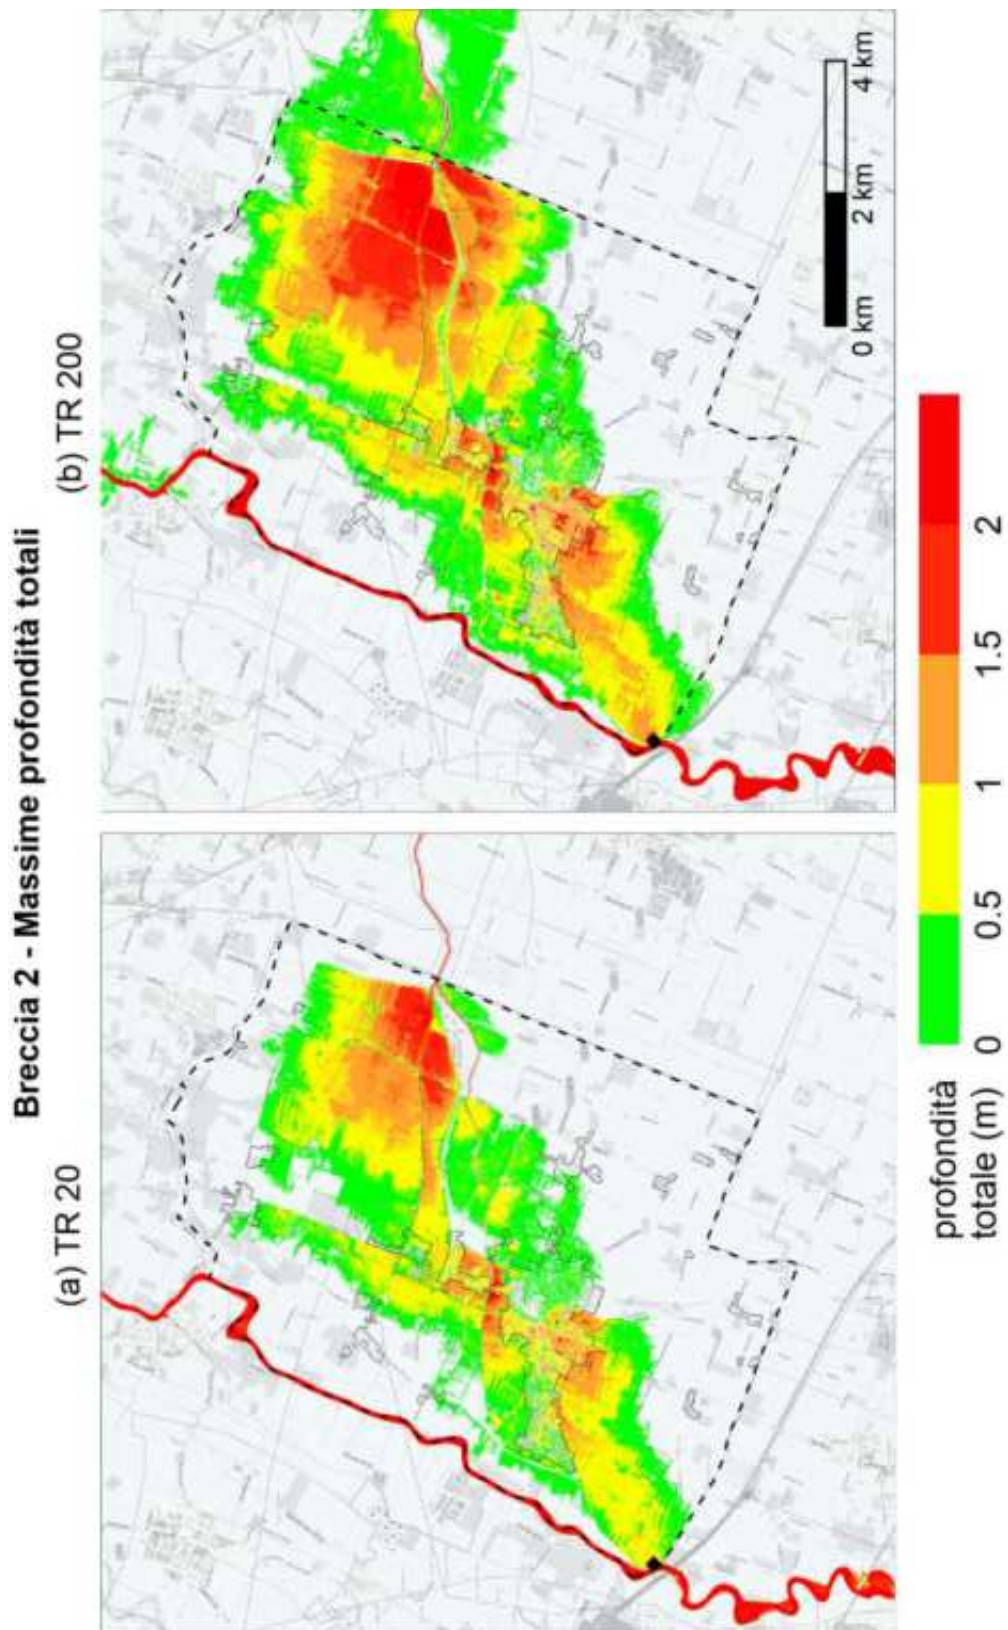 Breccia 2 - Massime profondità totali
(a) TR 20
(b) TR 200
0 km
2 km
4 km
profondità
totale (m)
0
0.5
1
1.5
2